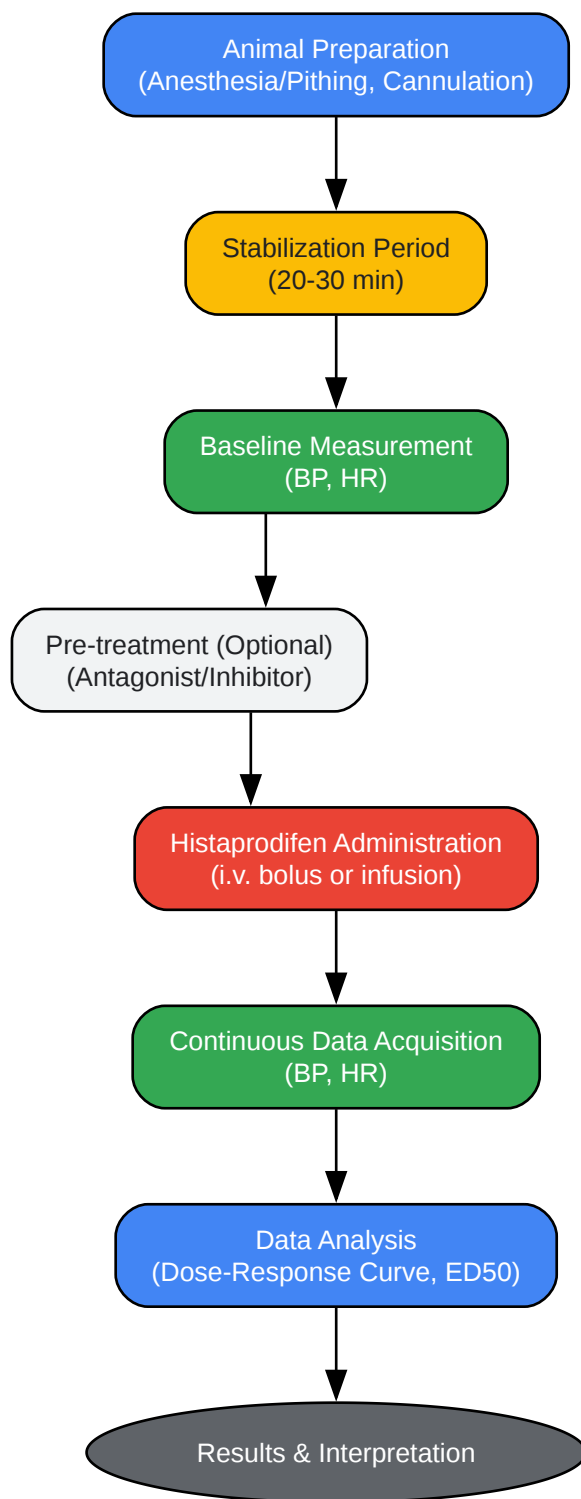 Animal Preparation
(Anesthesia/Pithing, Cannulation)
Stabilization Period
(20-30 min)
Baseline Measurement
(BP, HR)
Pre-treatment (Optional)
(Antagonist/Inhibitor)
Histaprodifen Administration
(i.v. bolus or infusion)
Continuous Data Acquisition
(BP, HR)
Data Analysis
(Dose-Response Curve, ED50)
Results & Interpretation